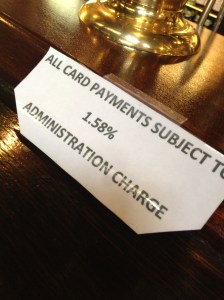 ALL CARD PAYMENTS SUBJECT TO
1.58%
ADMINISTRATION CHARGE